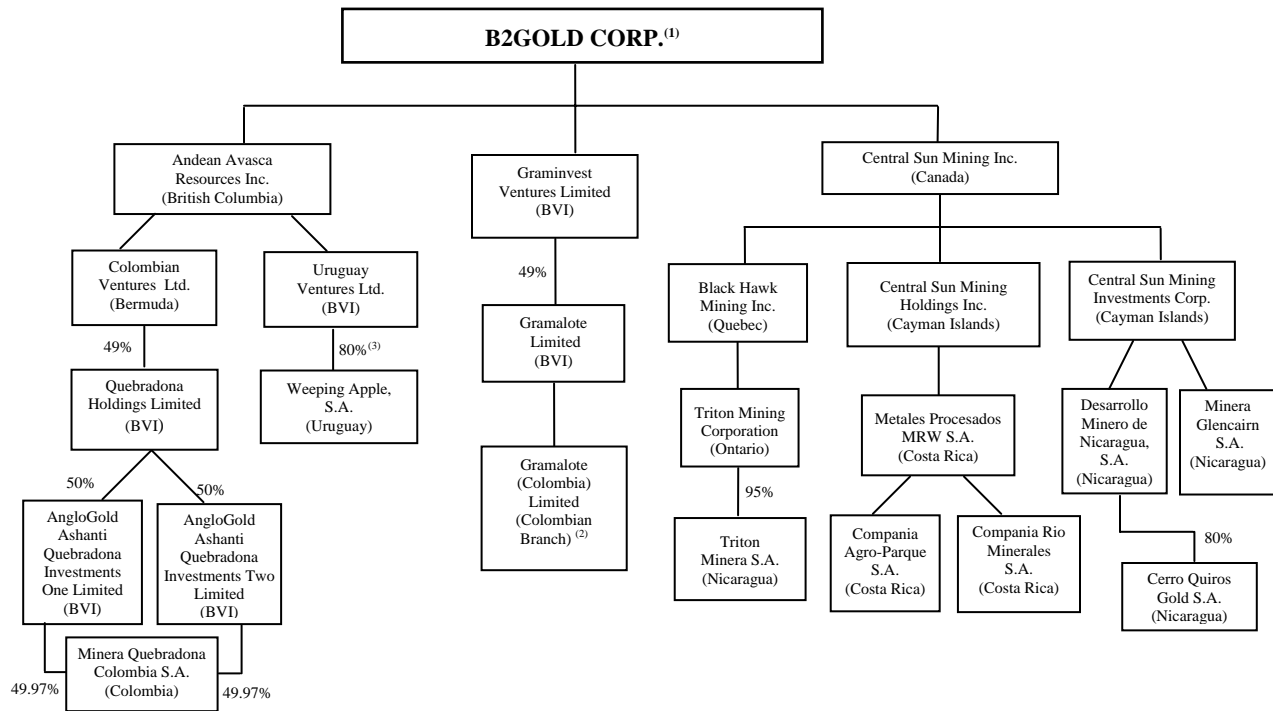 B2GOLD CORP.(1)
Andean Avasca
Resources Inc.
(British Columbia)
Graminvest
Ventures Limited
(BVI)
Central Sun Mining Inc.
(Canada)
Colombian
Ventures Ltd.
(Bermuda)
Uruguay
Ventures Ltd.
(BVI)
49%
Black Hawk
Mining Inc.
(Quebec)
Central Sun Mining
Holdings Inc.
(Cayman Islands)
Central Sun Mining
Investments Corp.
(Cayman Islands)
49%
80%(3)
Gramalote
Limited
(BVI)
Quebradona
Holdings Limited
(BVI)
Weeping Apple,
S.A.
(Uruguay)
Triton Mining
Corporation
(Ontario)
Metales Procesados
MRW S.A.
(Costa Rica)
Desarrollo
Minero de
Nicaragua,
S.A.
(Nicaragua)
Minera
Glencairn
S.A.
(Nicaragua)
50%
50%
Gramalote
(Colombia)
Limited
(Colombian
Branch) (2)
95%
AngloGold
Ashanti
Quebradona
Investments
One Limited
(BVI)
AngloGold
Ashanti
Quebradona
Investments Two
Limited
(BVI)
Triton
Minera S.A.
(Nicaragua)
Compania
Agro-Parque
S.A.
(Costa Rica)
Compania Rio
Minerales
S.A.
(Costa Rica)
80%
Cerro Quiros
Gold S.A.
(Nicaragua)
Minera Quebradona
Colombia S.A.
(Colombia)
49.97%
49.97%